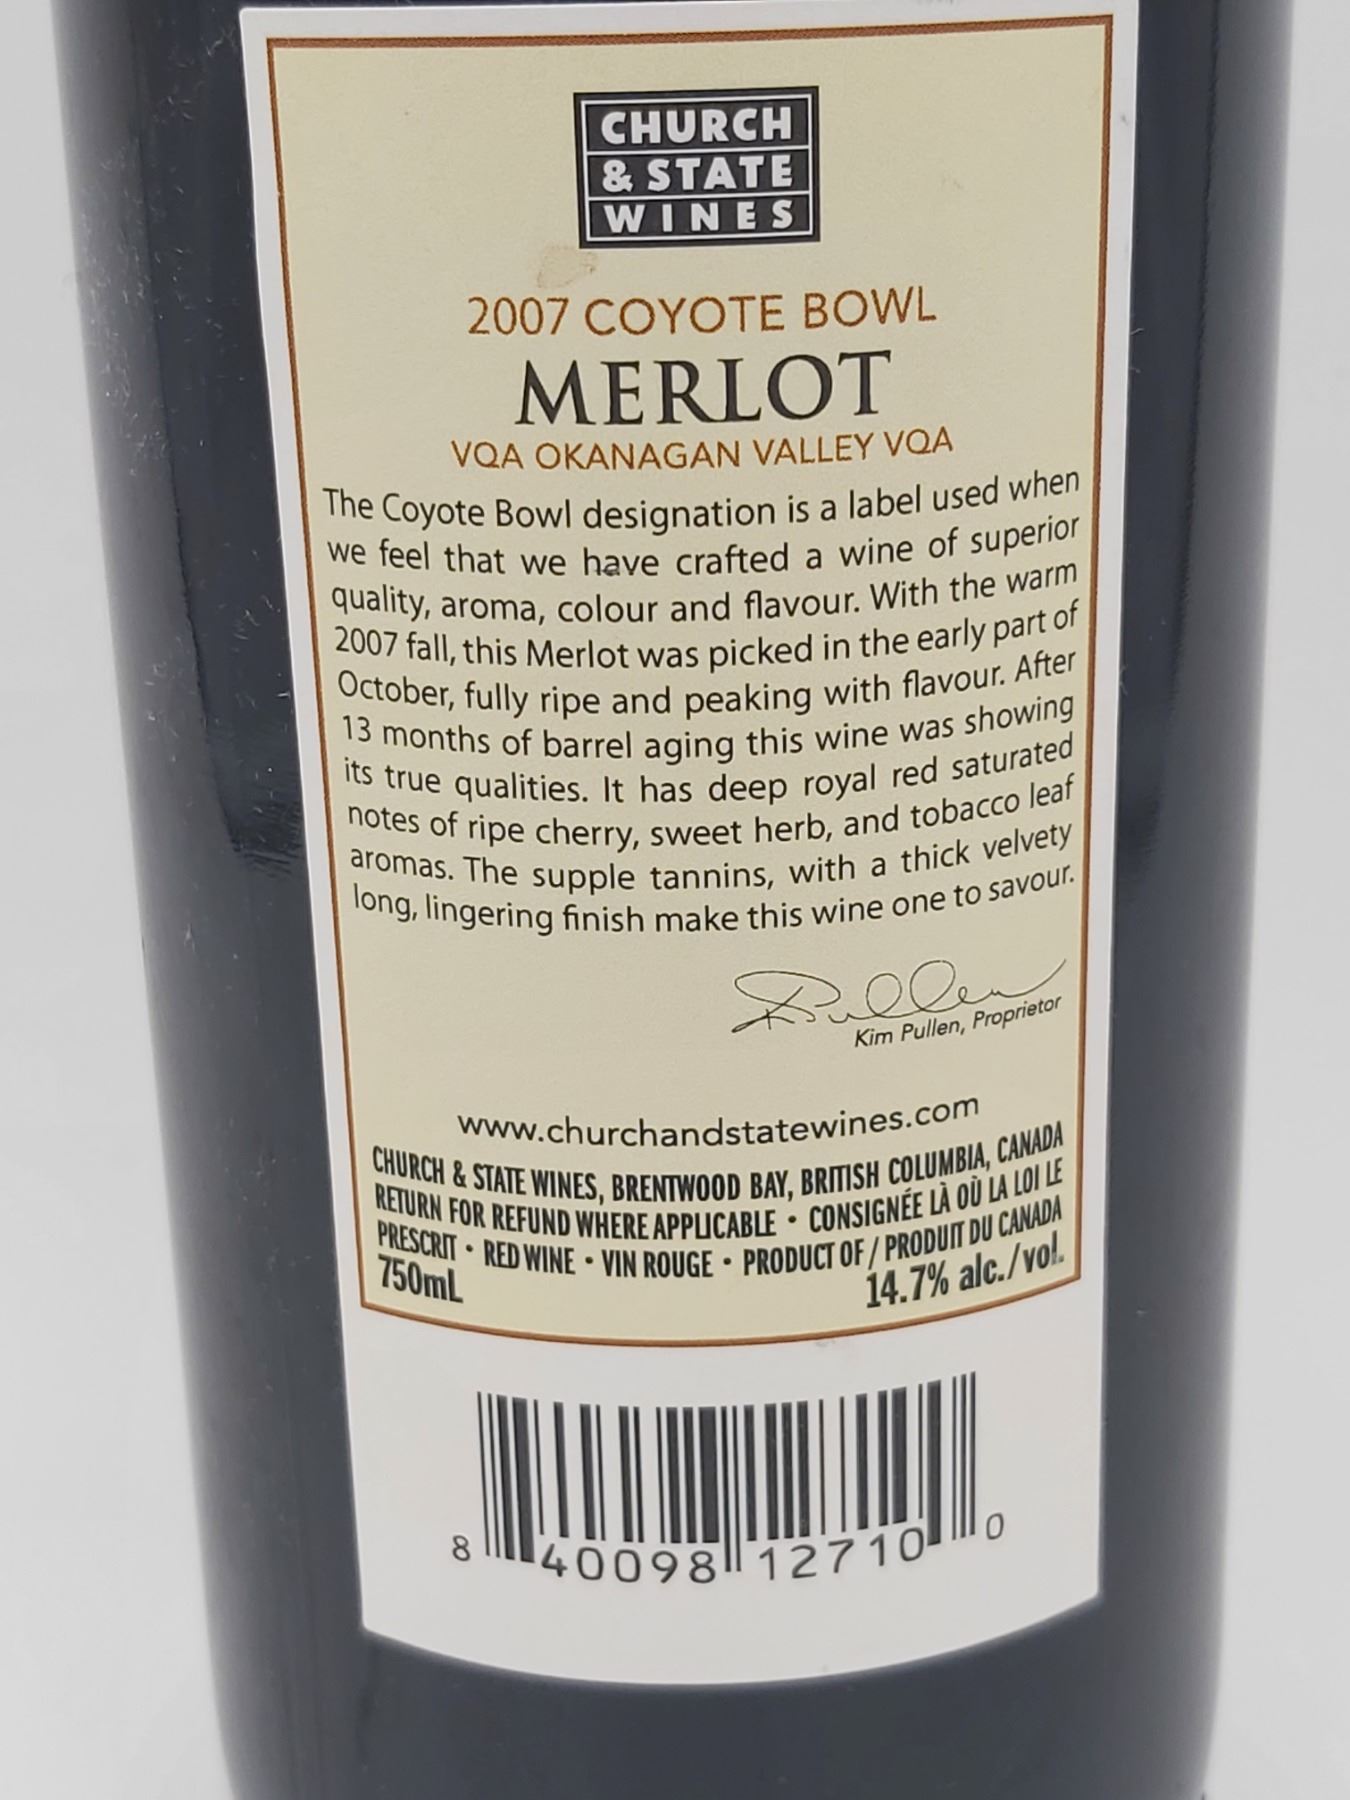 CHURCH
& STATE
WINES
2007 COYOTE BOWL
MERLOT
VQA OKANAGAN VALLEY VQA
The Coyote Bowl designation is a label used when
we feel that we have crafted a wine of superior
quality, aroma, colour and flavour. With the warm
2007 fall, this Merlot was picked in the early part of
October, fully ripe and peaking with flavour. After
13 months of barrel aging this wine was showing
its true qualities. It has deep royal red saturated
notes of ripe cherry, sweet herb, and tobacco leaf
aromas. The supple tannins, with a thick velvety
long, lingering finish make this wine one to savour.
Pullen
Kim Pullen, Proprietor
www.churchandstatewines.com
CHURCH & STATE WINES, BRENTWOOD BAY, BRITISH COLUMBIA, CANADA
RETURN FOR REFUND WHERE APPLICABLE • CONSIGNÉE LÀ OÙ LA LOI LE
PRESCRIT • RED WINE • VIN ROUGE • PRODUCT OF / PRODUIT DU CANADA
750mL 14.7% alc./vol.
8 40098 12710 0